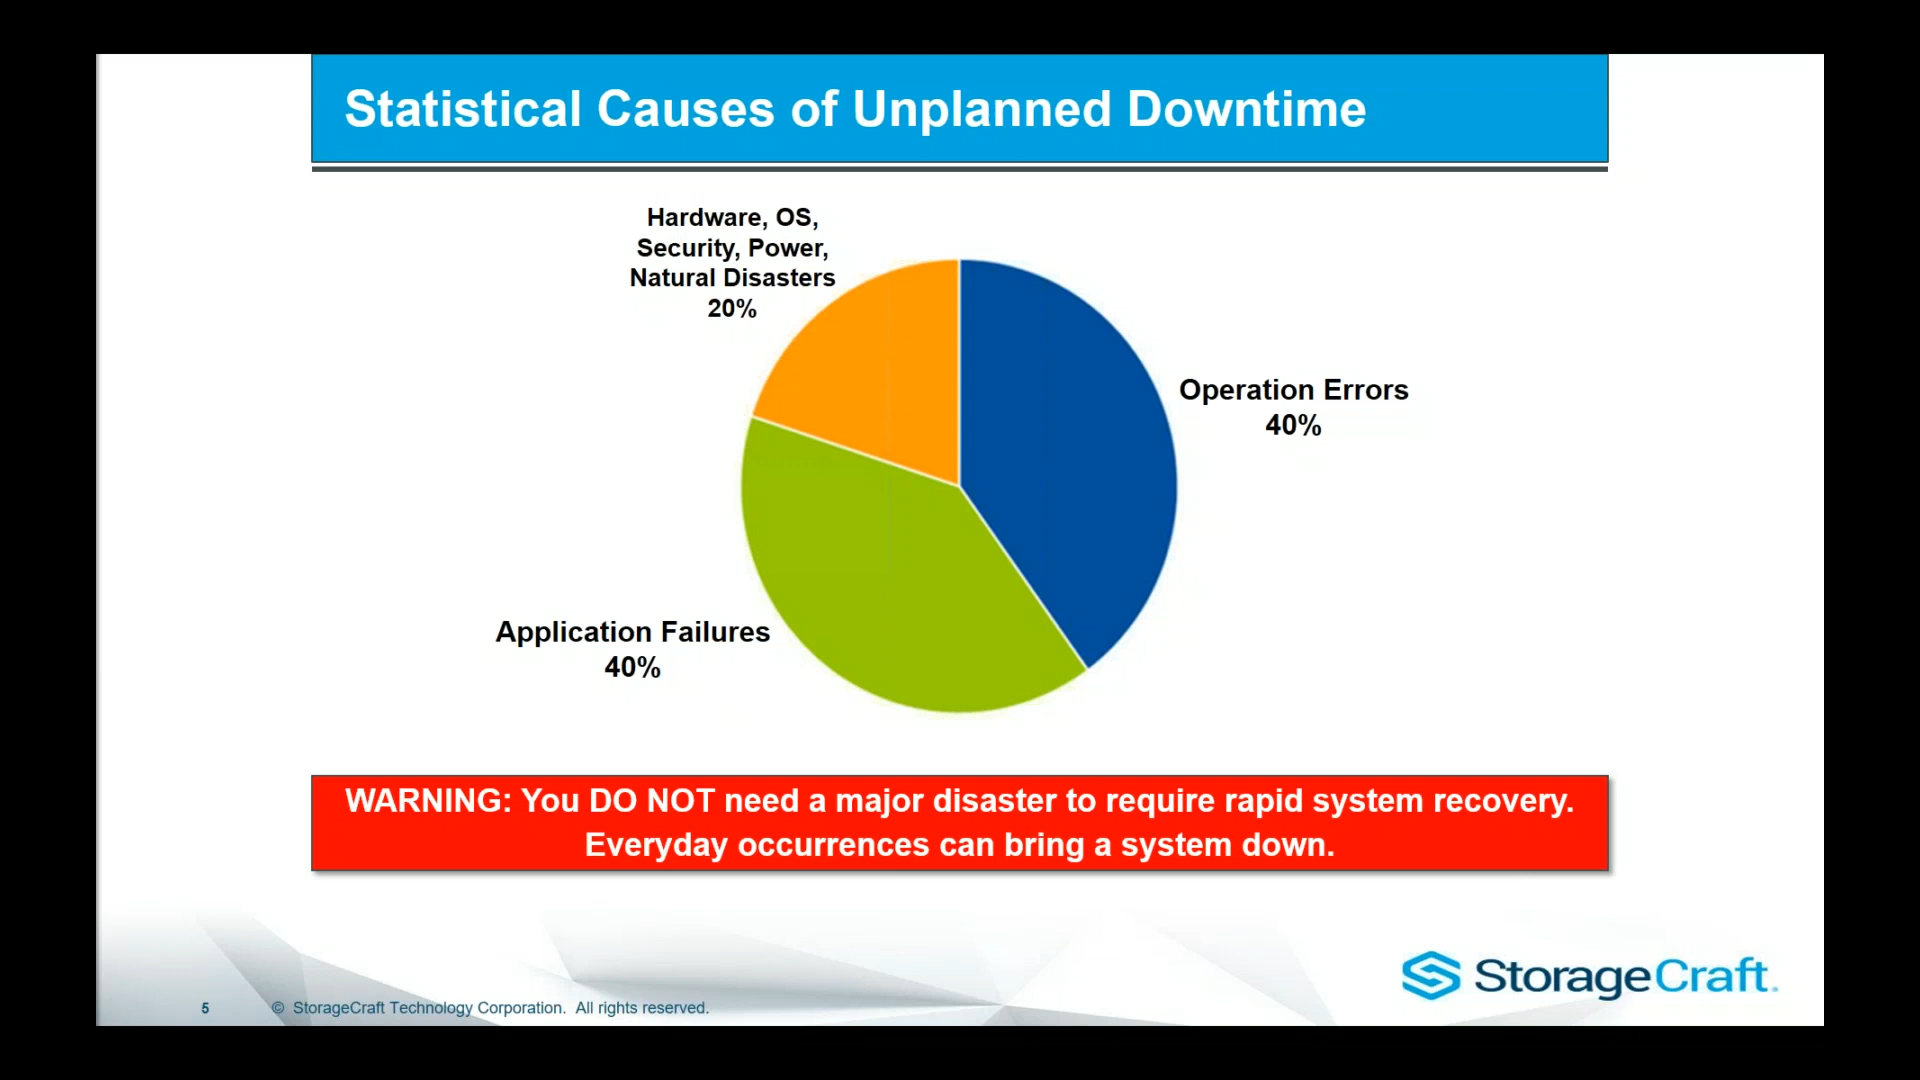 Statistical Causes of Unplanned Downtime
Hardware, OS,
Security, Power,
Natural Disasters
20%
Operation Errors
40%
Application Failures
40%
WARNING: You DO NOT need a major disaster to require rapid system recovery.
Everyday occurrences can bring a system down.
StorageCraft.
5 © StorageCraft Technology Corporation. All rights reserved.